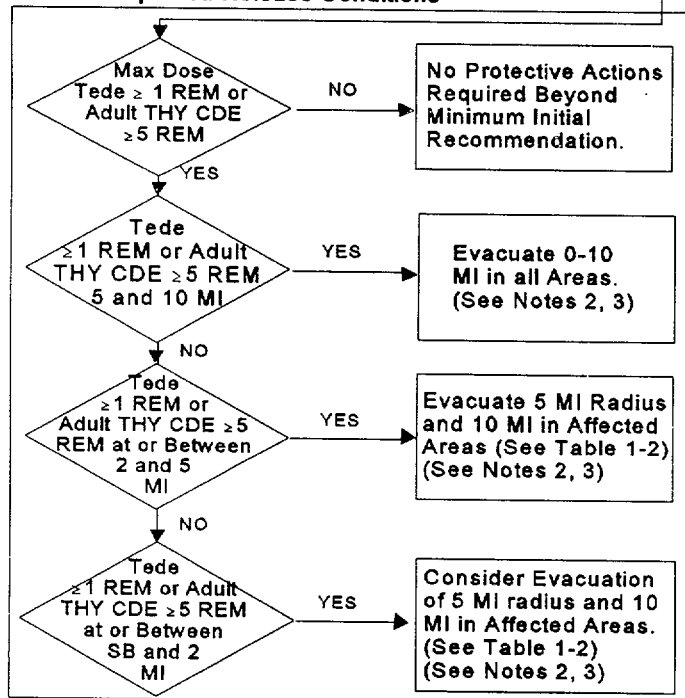 Max Dose
Tede ≥ 1 REM or
Adult THY CDE
≥5 REM
NO
No Protective Actions
Required Beyond
Minimum Initial
Recommendation.
YES
Tede
≥1 REM or Adult
THY CDE ≥5 REM
5 and 10 MI
YES
Evacuate 0-10
MI in all Areas.
(See Notes 2, 3)
NO
Tede
≥1 REM or
Adult THY CDE ≥5
REM at or Between
2 and 5
MI
YES
Evacuate 5 MI Radius
and 10 MI in Affected
Areas (See Table 1-2)
(See Notes 2, 3)
NO
Tede
≥1 REM or Adult
THY CDE ≥5 REM
at or Between
SB and 2
MI
YES
Consider Evacuation
of 5 MI radius and 10
MI in Affected Areas.
(See Table 1-2)
(See Notes 2, 3)